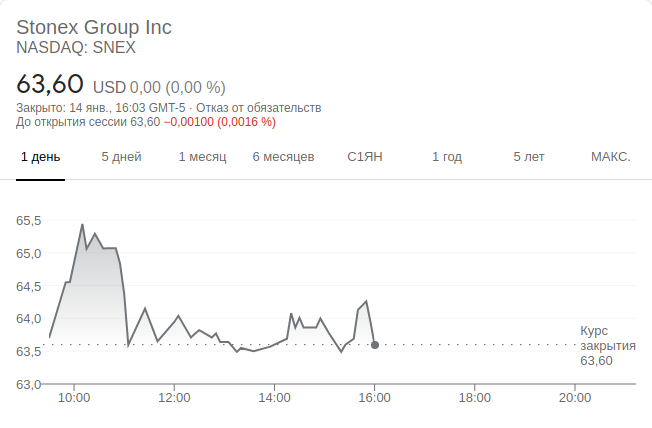 Stonex Group Inc
NASDAQ: SNEX
63,60 USD 0,00 (0,00 %)
Закрыто: 14 янв., 16:03 GMT-5 · Отказ от обязательств
До открытия сессии 63,60 −0,00100 (0,0016 %)
1 день 5 дней 1 месяц 6 месяцев С1ЯН 1 год 5 лет МАКС.
65,5
65,0
64,5
64,0
63,5
63,0
Курс
закрытия
63,60
10:00 12:00 14:00 16:00 18:00 20:00